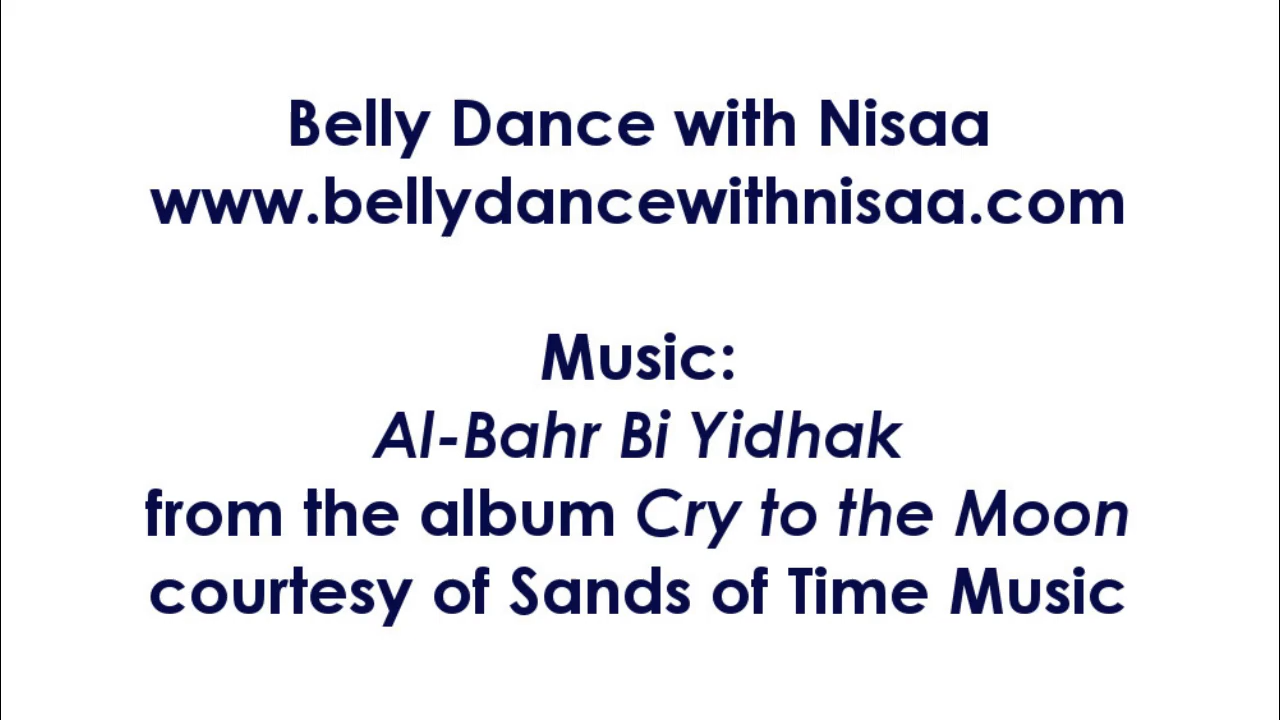 Belly Dance with Nisaa
www.bellydancewithnisaa.com
Music:
Al-Bahr Bi Yidhak
from the album Cry to the Moon
courtesy of Sands of Time Music